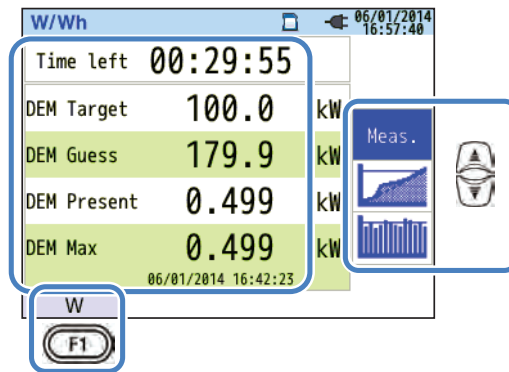 W/Wh 06/01/2014
16:57:40
Time left 00:29:55
DEM Target 100.0 kW
DEM Guess 179.9 kW
DEM Present 0.499 kW
DEM Max 0.499 kW
06/01/2014 16:42:23
Meas.
W
F1